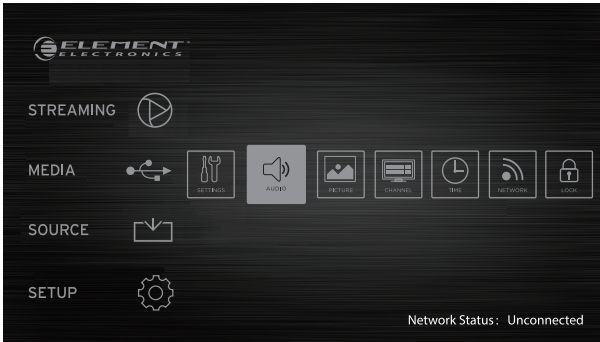 ELEMENT
ELECTRONICS
STREAMING
MEDIA
SETTINGS AUDIO PICTURE CHANNEL TIME NETWORK LOCK
SOURCE
SETUP
Network Status: Unconnected